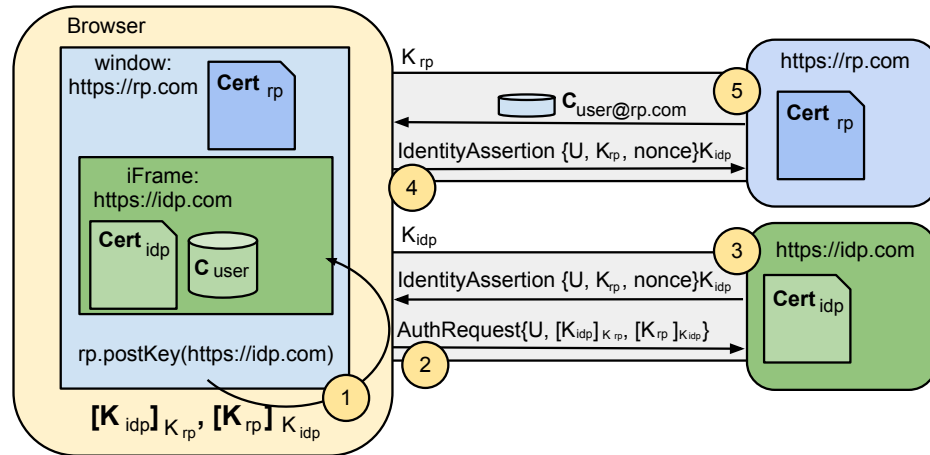 Browser
window:
https://rp.com
Cert rp
iFrame:
https://idp.com
Cert idp
C user
rp.postKey(https://idp.com)
1
[K idp] K rp, [K rp] K idp
K rp
C user@rp.com
IdentityAssertion {U, K rp, nonce}K idp
4
5
https://rp.com
Cert rp
K idp
IdentityAssertion {U, K rp, nonce}K idp
AuthRequest{U, [K idp] K rp, [K rp] K idp}
2
3
https://idp.com
Cert idp